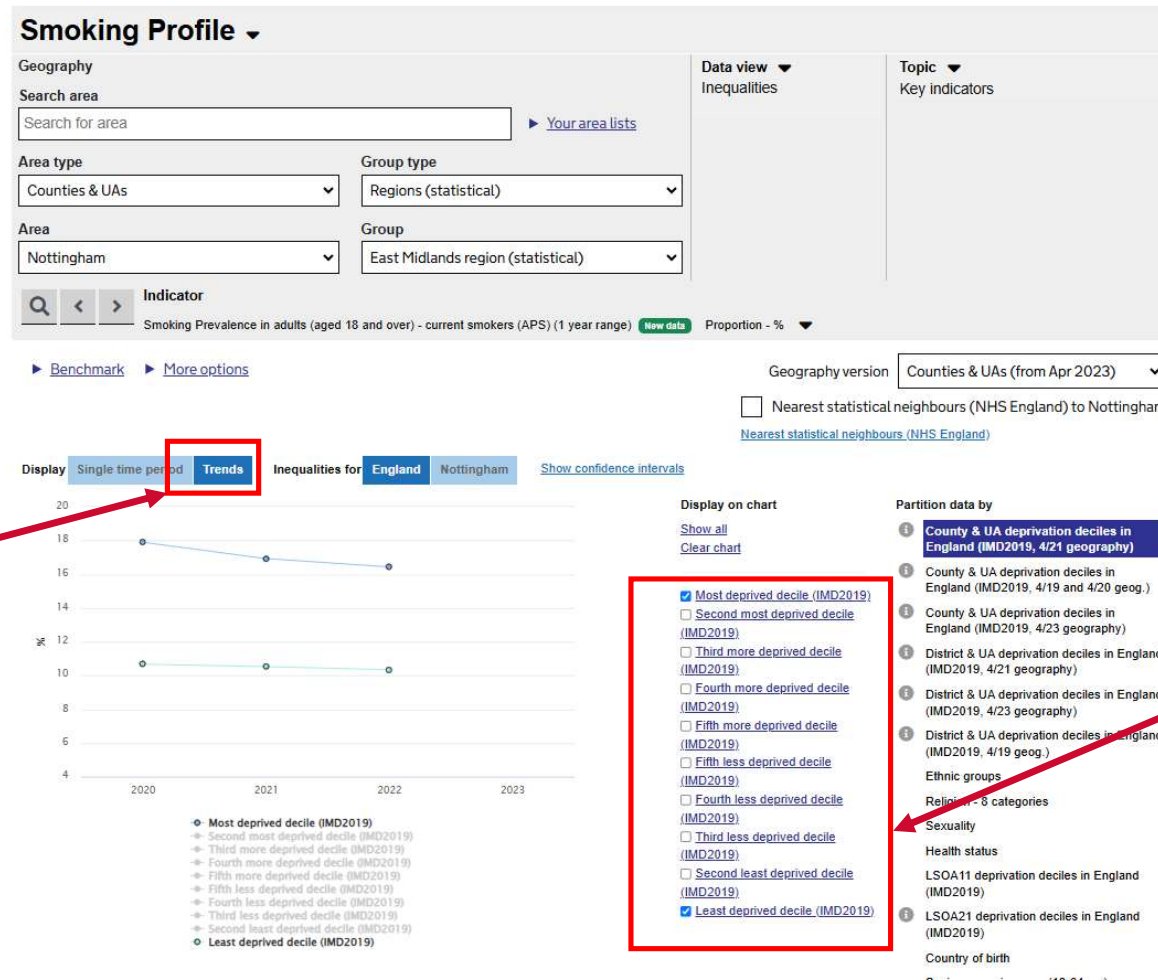 Smoking Profile
Geography
Search area
Search for area
Your area lists
Area type
Group type
Counties & UAs
Regions (statistical)
Area
Group
Nottingham
East Midlands region (statistical)
Data view
Inequalities
Topic
Key indicators
Indicator
Smoking Prevalence in adults (aged 18 and over) - current smokers (APS) (1 year range) New data Proportion - %
Benchmark
More options
Geography version Counties & UAs (from Apr 2023)
Nearest statistical neighbours (NHS England) to Nottingham
Nearest statistical neighbours (NHS England)
Display Single time period Trends Inequalities for England Nottingham Show confidence intervals
20
18
16
14
%
12
10
8
6
4
2020 2021 2022 2023
Most deprived decile (IMD2019)
Second most deprived decile (IMD2019)
Third more deprived decile (IMD2019)
Fourth more deprived decile (IMD2019)
Fifth more deprived decile (IMD2019)
Fifth less deprived decile (IMD2019)
Fourth less deprived decile (IMD2019)
Third less deprived decile (IMD2019)
Second least deprived decile (IMD2019)
Least deprived decile (IMD2019)
Display on chart
Show all
Clear chart
Most deprived decile (IMD2019)
Second most deprived decile
(IMD2019)
Third more deprived decile
(IMD2019)
Fourth more deprived decile
(IMD2019)
Fifth more deprived decile
(IMD2019)
Fifth less deprived decile
(IMD2019)
Fourth less deprived decile
(IMD2019)
Third less deprived decile
(IMD2019)
Second least deprived decile
(IMD2019)
Least deprived decile (IMD2019)
Partition data by
County & UA deprivation deciles in
England (IMD2019, 4/21 geography)
County & UA deprivation deciles in
England (IMD2019, 4/19 and 4/20 geog.)
County & UA deprivation deciles in
England (IMD2019, 4/23 geography)
District & UA deprivation deciles in England
(IMD2019, 4/21 geography)
District & UA deprivation deciles in England
(IMD2019, 4/23 geography)
District & UA deprivation deciles in England
(IMD2019, 4/19 geog.)
Ethnic groups
Religion - 8 categories
Sexuality
Health status
LSOA11 deprivation deciles in England
(IMD2019)
LSOA21 deprivation deciles in England
(IMD2019)
Country of birth